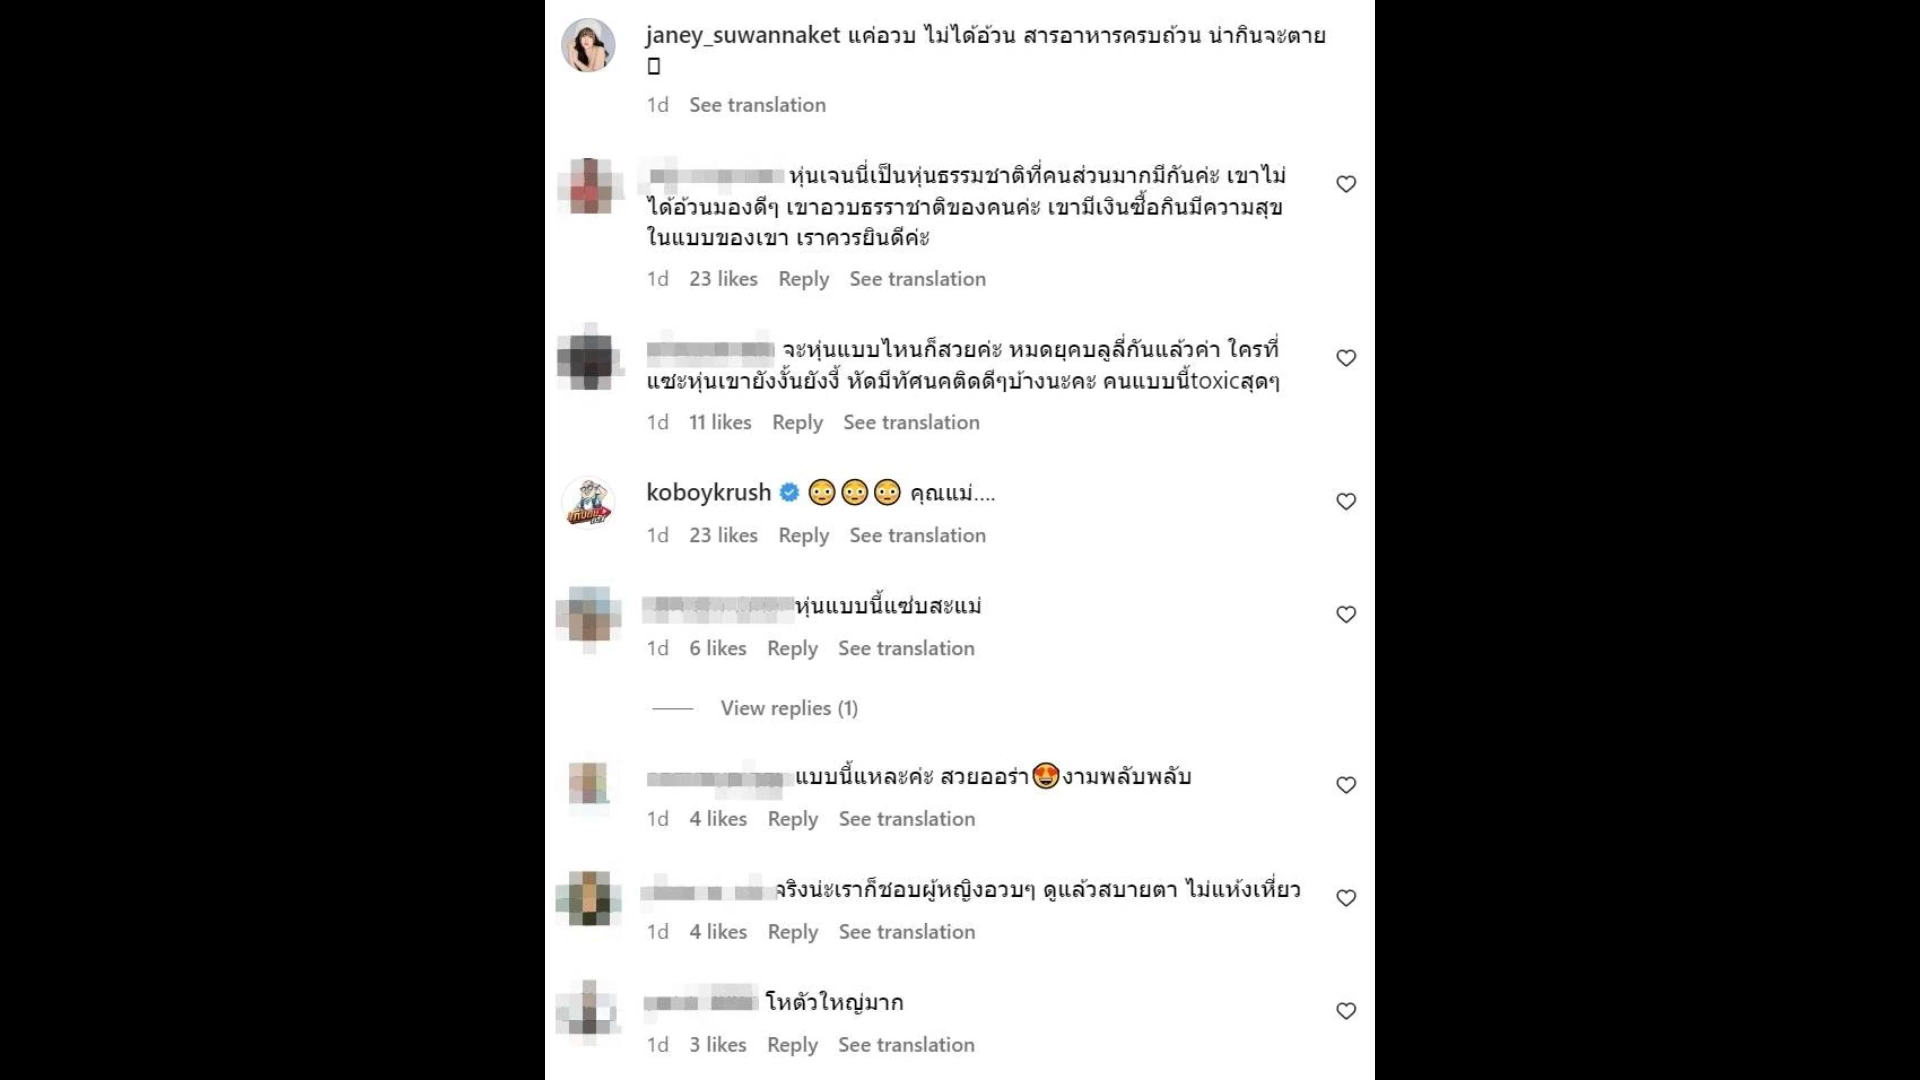 janey_suwannaket แค่อวบ ไม่ได้อ้วน สารอาหารครบถ้วน น่ากินจะตาย
1d See translation
หุ่นเจนนี่เป็นหุ่นธรรมชาติที่คนส่วนมากมีกันค่ะ เขาไม่
ได้อ้วนมองดีๆ เขาอวบธรราชาติของคนค่ะ เขามีเงินซื้อกินมีความสุข
ในแบบของเขา เราควรยินดีค่ะ
1d 23 likes Reply See translation
จะหุ่นแบบไหนก็สวยค่ะ หมดยุคบลูลี่กันแล้วค่า ใครที่
แซะหุ่นเขายังงั้นยังงี้ หัดมีทัศนคติดดีๆบ้างนะคะ คนแบบนี้toxicสุดๆ
1d 11 likes Reply See translation
koboykrush 😳😳😳 คุณแม่....
1d 23 likes Reply See translation
หุ่นแบบนี้แซ่บสะแม่
1d 6 likes Reply See translation
View replies (1)
แบบนี้แหละค่ะ สวยออร่า😍งามพลับพลับ
1d 4 likes Reply See translation
จริงน่ะเราก็ชอบผู้หญิงอวบๆ ดูแล้วสบายตา ไม่แห้งเหี่ยว
1d 4 likes Reply See translation
โหตัวใหญ่มาก
1d 3 likes Reply See translation